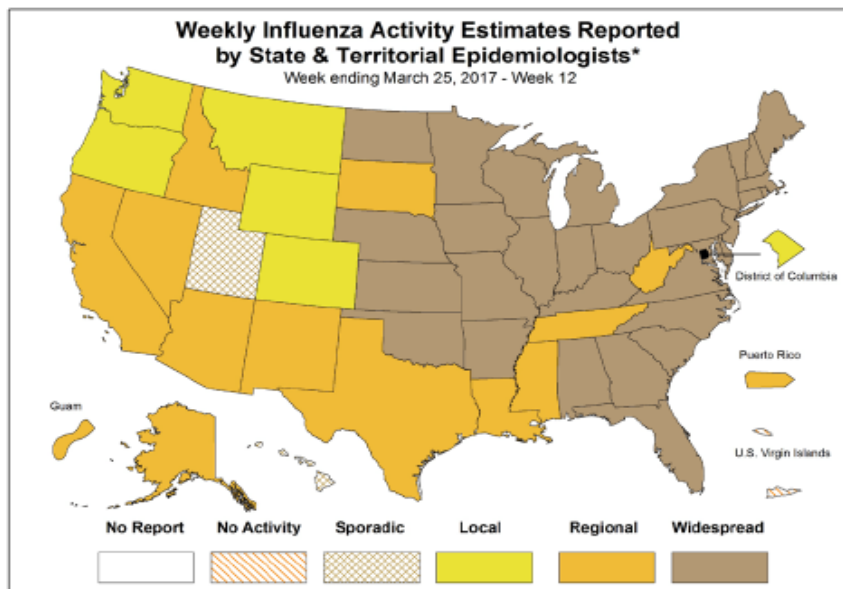 Weekly Influenza Activity Estimates Reported
by State & Territorial Epidemiologists*
Week ending March 25, 2017 - Week 12
District of Columbia
Puerto Rico
Guam
U.S. Virgin Islands
No Report No Activity Sporadic Local Regional Widespread